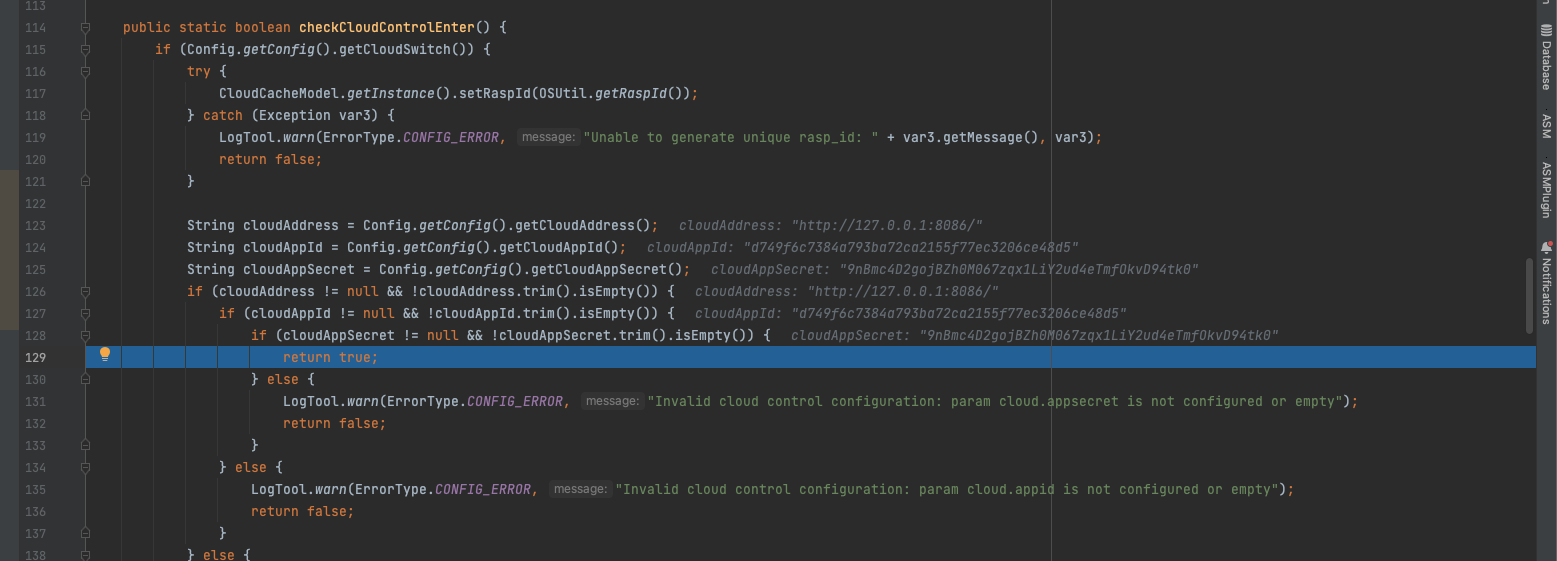 113
114 public static boolean checkCloudControlEnter() {
115 if (Config.getConfig().getCloudSwitch()) {
116 try {
117 CloudCacheModel.getInstance().setRaspId(OSUtil.getRaspId());
118 } catch (Exception var3) {
119 LogTool.warn(ErrorType.CONFIG_ERROR, message: "Unable to generate unique rasp_id: " + var3.getMessage(), var3);
120 return false;
121 }
122
123 String cloudAddress = Config.getConfig().getCloudAddress(); cloudAddress: "http://127.0.0.1:8086/"
124 String cloudAppId = Config.getConfig().getCloudAppId(); cloudAppId: "d749f6c7384a793ba72ca2155f77ec3206ce48d5"
125 String cloudAppSecret = Config.getConfig().getCloudAppSecret(); cloudAppSecret: "9nBmc4D2gojBZh0M067zqx1LiY2ud4eTmfOkvD94tk0"
126 if (cloudAddress != null && !cloudAddress.trim().isEmpty()) { cloudAddress: "http://127.0.0.1:8086/"
127 if (cloudAppId != null && !cloudAppId.trim().isEmpty()) { cloudAppId: "d749f6c7384a793ba72ca2155f77ec3206ce48d5"
128 if (cloudAppSecret != null && !cloudAppSecret.trim().isEmpty()) { cloudAppSecret: "9nBmc4D2gojBZh0M067zqx1LiY2ud4eTmfOkvD94tk0"
129 return true;
130 } else {
131 LogTool.warn(ErrorType.CONFIG_ERROR, message: "Invalid cloud control configuration: param cloud.appsecret is not configured or empty");
132 return false;
133 }
134 } else {
135 LogTool.warn(ErrorType.CONFIG_ERROR, message: "Invalid cloud control configuration: param cloud.appid is not configured or empty");
136 return false;
137 }
138 } else {
Database
ASM
ASMPlugin
Notifications